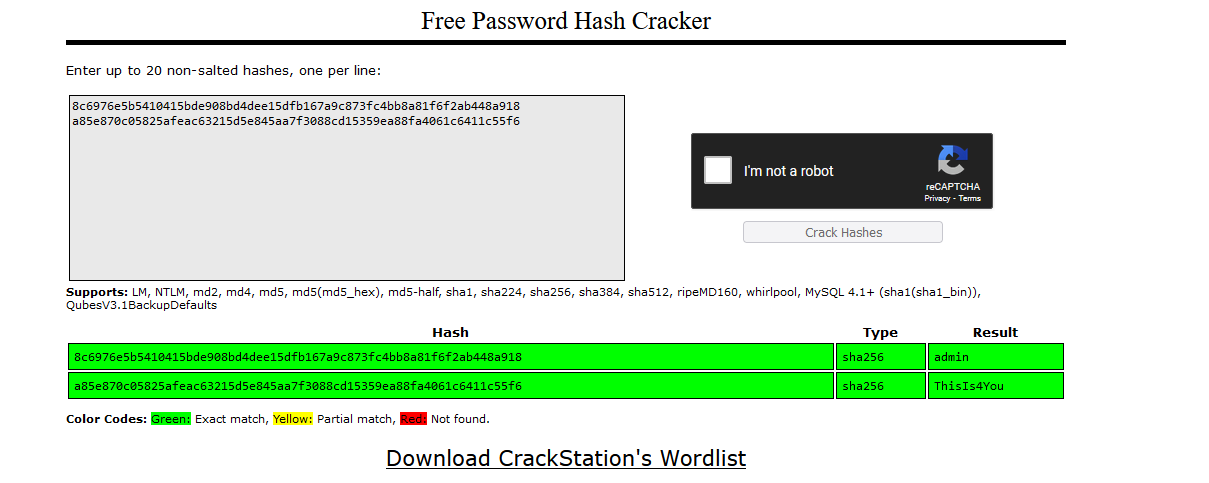 Free Password Hash Cracker
Enter up to 20 non-salted hashes, one per line:
8c6976e5b5410415bde908bd4dee15dfb167a9c873fc4bb8a81f6f2ab448a918
a85e870c05825afeac63215d5e845aa7f3088cd15359ea88fa4061c6411c55f6
I'm not a robot
reCAPTCHA
Privacy - Terms
Crack Hashes
Supports: LM, NTLM, md2, md4, md5, md5(md5_hex), md5-half, sha1, sha224, sha256, sha384, sha512, ripeMD160, whirlpool, MySQL 4.1+ (sha1(sha1_bin)),
QubesV3.1BackupDefaults
Hash Type Result
8c6976e5b5410415bde908bd4dee15dfb167a9c873fc4bb8a81f6f2ab448a918 sha256 admin
a85e870c05825afeac63215d5e845aa7f3088cd15359ea88fa4061c6411c55f6 sha256 ThisIs4You
Color Codes: Green: Exact match, Yellow: Partial match, Red: Not found.
Download CrackStation's Wordlist